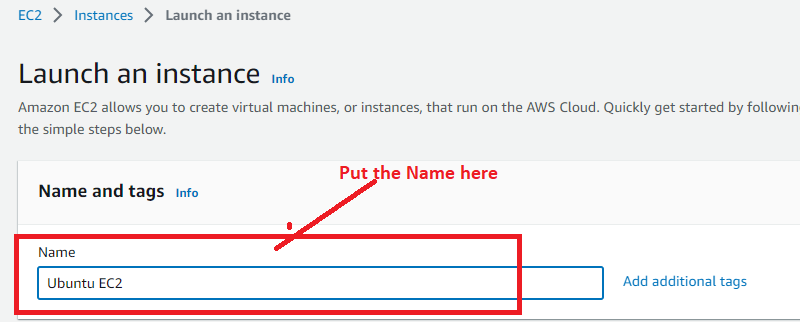 EC2 > Instances > Launch an instance
Launch an instance Info
Amazon EC2 allows you to create virtual machines, or instances, that run on the AWS Cloud. Quickly get started by following
the simple steps below.
Put the Name here
Name and tags Info
Name
Ubuntu EC2
Add additional tags